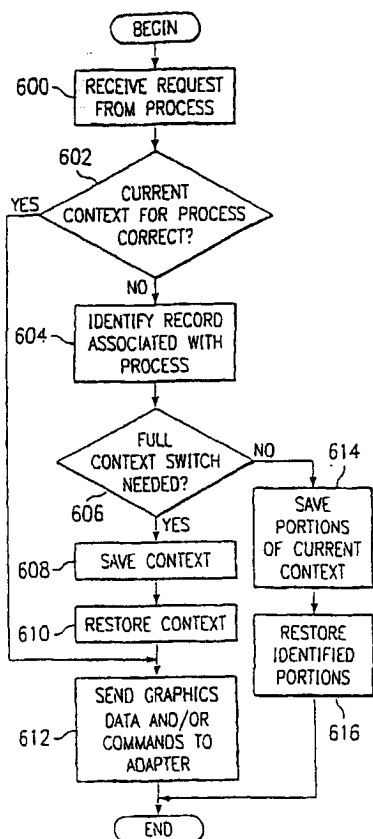 BEGIN
600
RECEIVE REQUEST
FROM PROCESS
602
YES
CURRENT
CONTEXT FOR PROCESS
CORRECT?
NO
604
IDENTIFY RECORD
ASSOCIATED WITH
PROCESS
FULL
CONTEXT SWITCH
NEEDED?
606
NO
YES
614
SAVE
PORTIONS
OF CURRENT
CONTEXT
608
SAVE CONTEXT
610
RESTORE CONTEXT
RESTORE
IDENTIFIED
PORTIONS
616
612
SEND GRAPHICS
DATA AND/OR
COMMANDS TO
ADAPTER
END